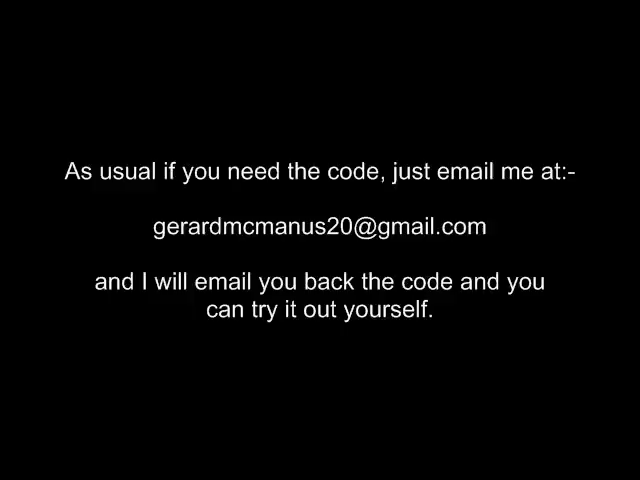 As usual if you need the code, just email me at:-
gerardmcmanus20@gmail.com
and I will email you back the code and you
can try it out yourself.